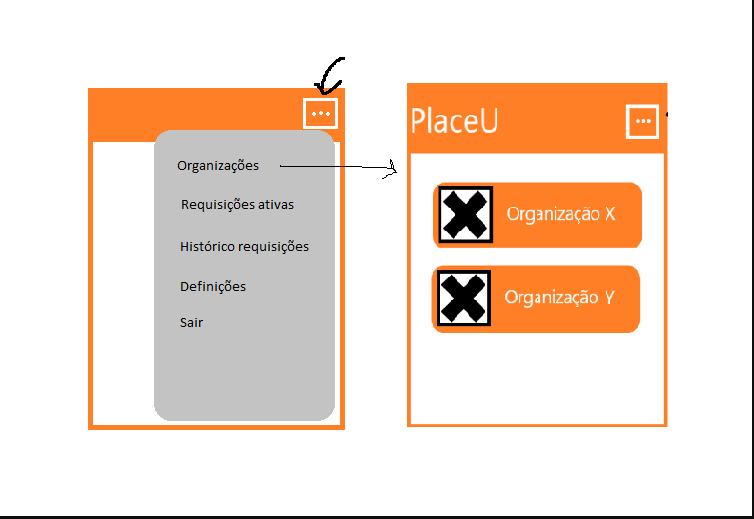 ...
Organizações
Requisições ativas
Histórico requisições
Definições
Sair
PlaceU
...
Organização X
Organização Y